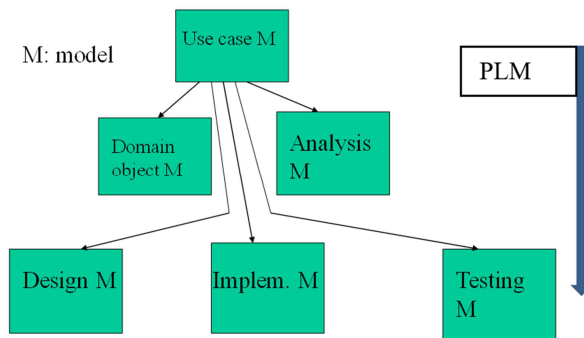 Use case M
M: model
PLM
Domain
object M
Analysis
M
Design M
Implem. M
Testing
M